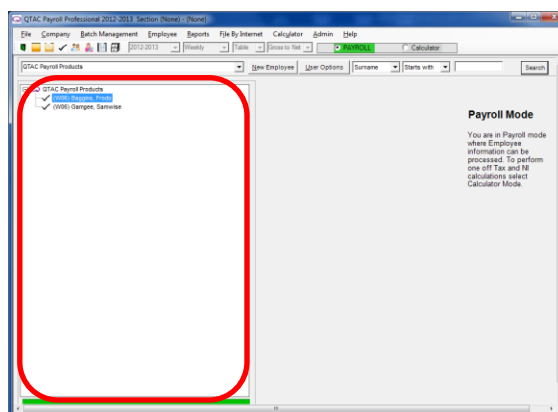 QTAC Payroll Professional 2012-2013 Section (None) - (None)
File Company Batch Management Employee Reports File By Internet Calculator Admin Help
2012-2013 Weekly Table Gross to Net PAYROLL Calculator
QTAC Payroll Products New Employee User Options Surname Starts with Search
QTAC Payroll Products
(W06) Baggins, Frodo
(W06) Gamgee, Samwise
Payroll Mode
You are in Payroll mode
where Employee
information can be
processed. To perform
one off Tax and NI
calculations select
Calculator Mode.